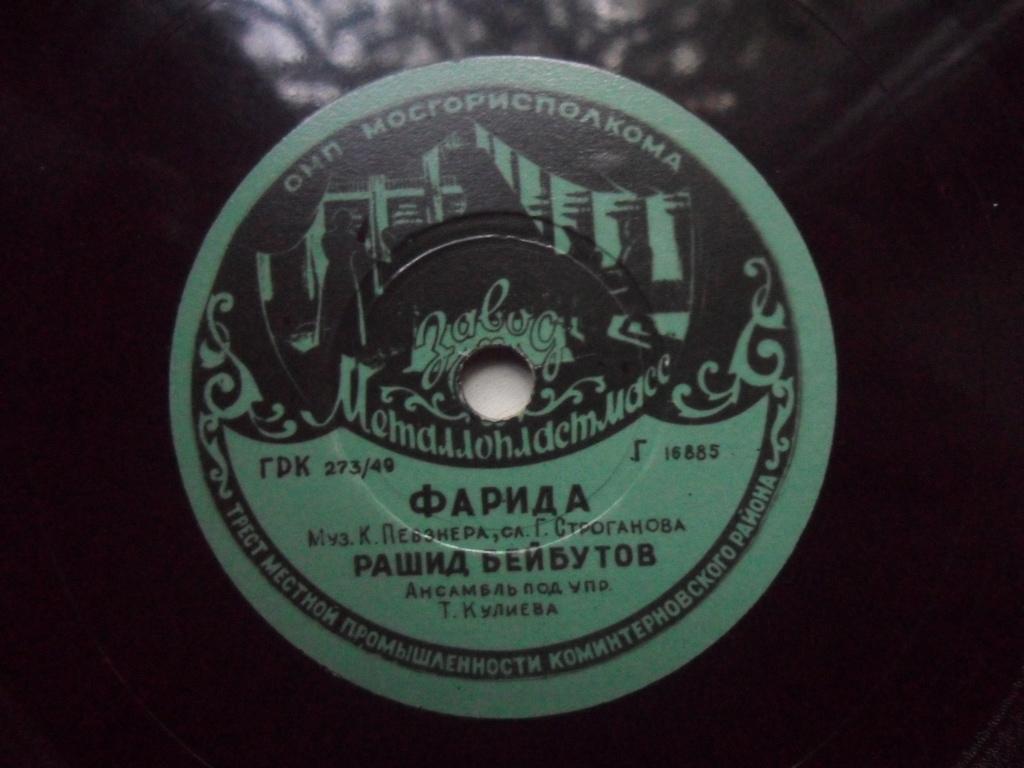 ОМП МОСГОРИСПОЛКОМА
Завод
Металлопластмасс
ГРК 273/49
Г 16885
ФАРИДА
Муз. К. Певзнера, сл. Г. Строганова
РАШИД БЕЙБУТОВ
Ансамбль под упр.
Т. Кулиева
ТРЕСТ МЕСТНОЙ ПРОМЫШЛЕННОСТИ КОМИНТЕРНОВСКОГО РАЙОНА